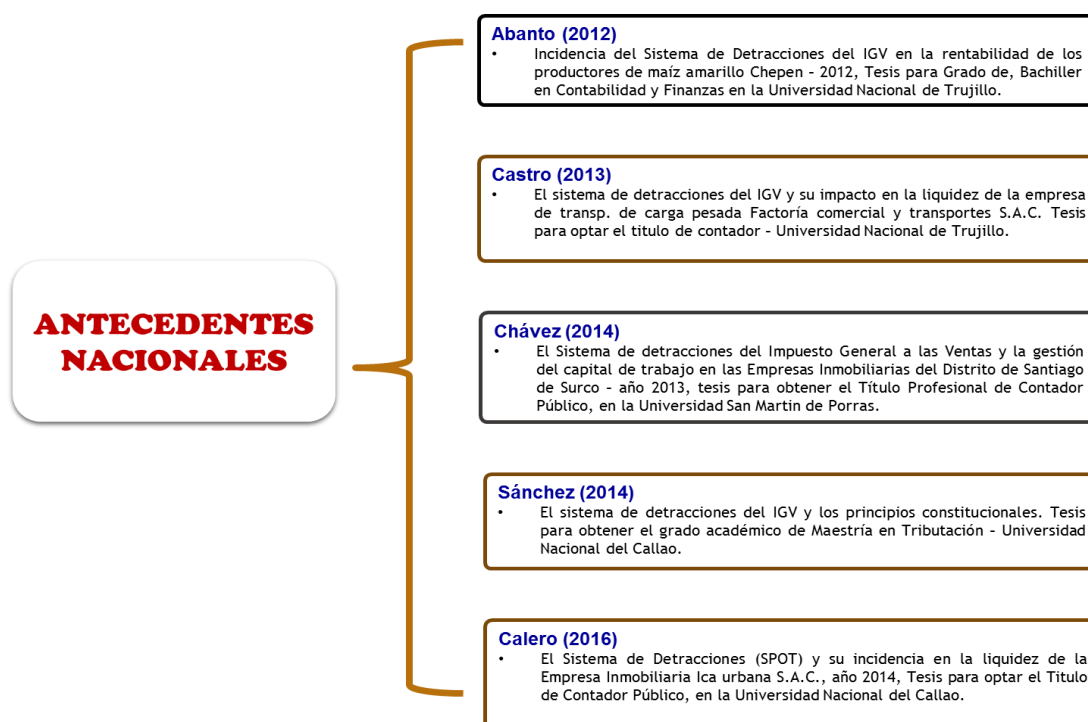 ANTECEDENTES
NACIONALES
Abanto (2012)
• Incidencia del Sistema de Detracciones del IGV en la rentabilidad de los
productores de maíz amarillo Chepen – 2012, Tesis para Grado de, Bachiller
en Contabilidad y Finanzas en la Universidad Nacional de Trujillo.
Castro (2013)
• El sistema de detracciones del IGV y su impacto en la liquidez de la empresa
de transp. de carga pesada Factoría comercial y transportes S.A.C. Tesis
para optar el titulo de contador – Universidad Nacional de Trujillo.
Chávez (2014)
• El Sistema de detracciones del Impuesto General a las Ventas y la gestión
del capital de trabajo en las Empresas Inmobiliarias del Distrito de Santiago
de Surco – año 2013, tesis para obtener el Título Profesional de Contador
Público, en la Universidad San Martin de Porras.
Sánchez (2014)
• El sistema de detracciones del IGV y los principios constitucionales. Tesis
para obtener el grado académico de Maestría en Tributación – Universidad
Nacional del Callao.
Calero (2016)
• El Sistema de Detracciones (SPOT) y su incidencia en la liquidez de la
Empresa Inmobiliaria Ica urbana S.A.C., año 2014, Tesis para optar el Titulo
de Contador Público, en la Universidad Nacional del Callao.